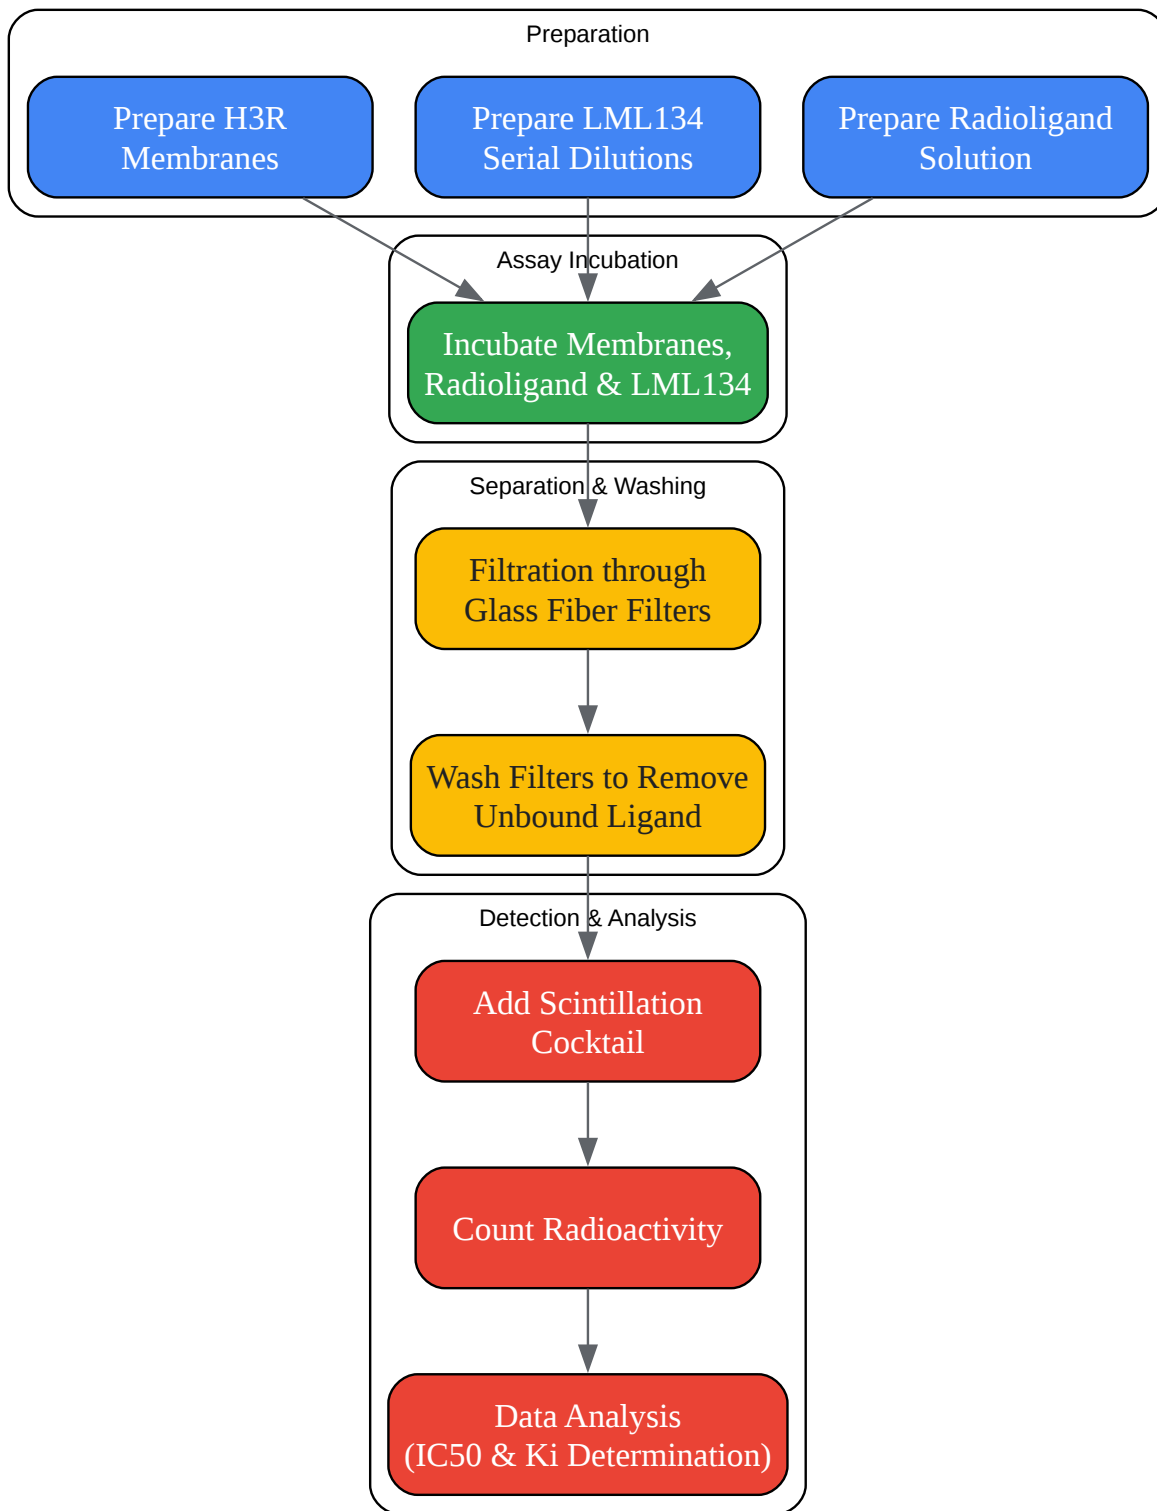 Preparation
Prepare H3R
Membranes
Prepare LML134
Serial Dilutions
Prepare Radioligand
Solution
Assay Incubation
Incubate Membranes,
Radioligand & LML134
Separation & Washing
Filtration through
Glass Fiber Filters
Wash Filters to Remove
Unbound Ligand
Detection & Analysis
Add Scintillation
Cocktail
Count Radioactivity
Data Analysis
(IC50 & Ki Determination)